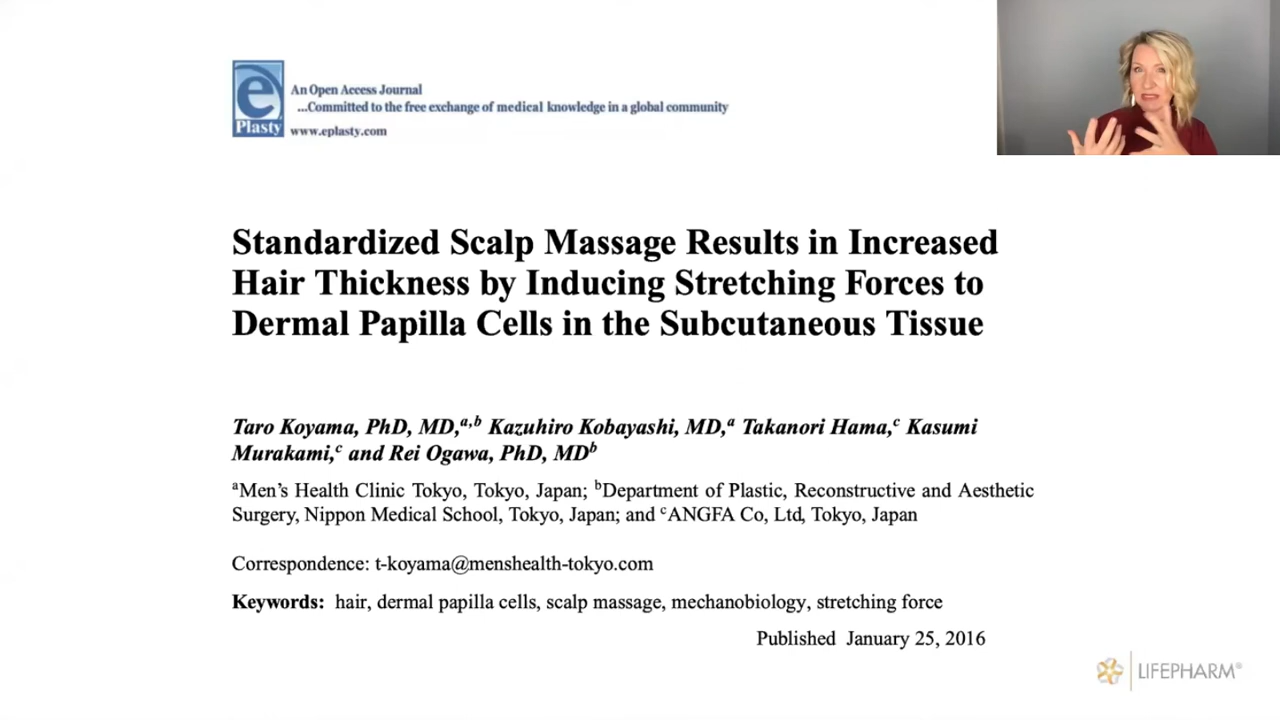 An Open Access Journal
...Committed to the free exchange of medical knowledge in a global community
e
Plasty
www.eplasty.com
Standardized Scalp Massage Results in Increased
Hair Thickness by Inducing Stretching Forces to
Dermal Papilla Cells in the Subcutaneous Tissue
Taro Koyama, PhD, MD,a,b Kazuhiro Kobayashi, MD,a Takanori Hama,c Kasumi
Murakami,c and Rei Ogawa, PhD, MDb
aMen’s Health Clinic Tokyo, Tokyo, Japan; bDepartment of Plastic, Reconstructive and Aesthetic
Surgery, Nippon Medical School, Tokyo, Japan; and cANGFA Co, Ltd, Tokyo, Japan
Correspondence: t-koyama@menshealth-tokyo.com
Keywords: hair, dermal papilla cells, scalp massage, mechanobiology, stretching force
Published January 25, 2016
LIFEPHARM®